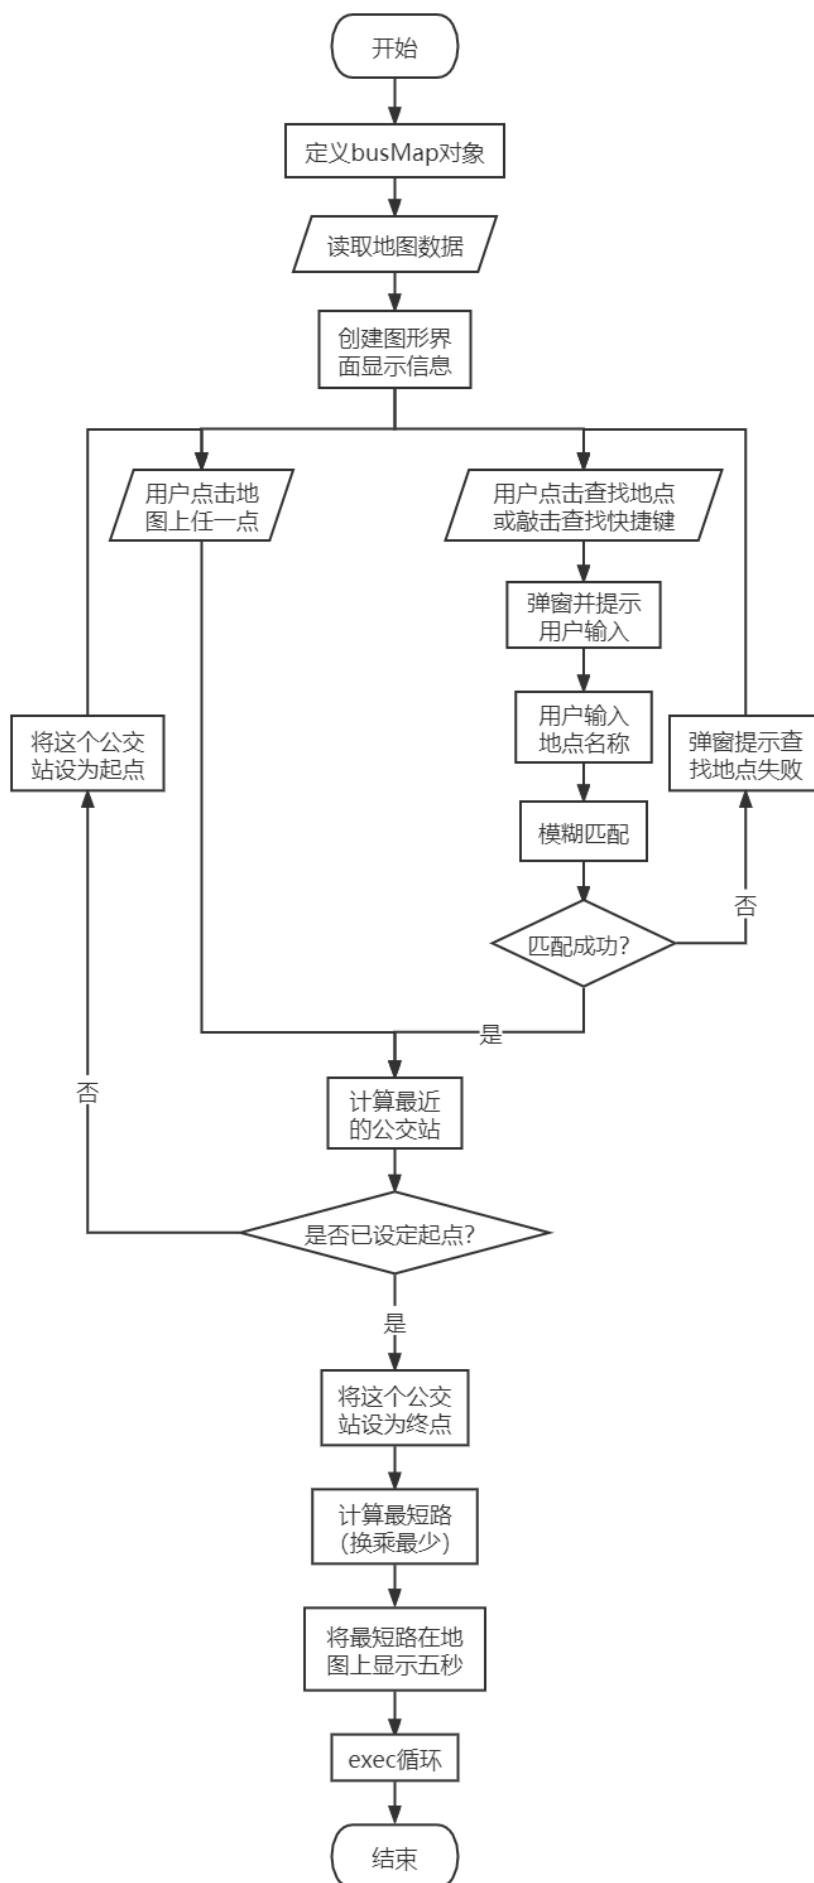 开始
定义busMap对象
读取地图数据
创建图形界
面显示信息
用户点击地
图上任一点
用户点击查找地点
或敲击查找快捷键
弹窗并提示
用户输入
用户输入
地点名称
将这个公交
站设为起点
弹窗提示查
找地点失败
模糊匹配
否
匹配成功?
是
否
计算最近
的公交站
是否已设定起点?
是
将这个公交
站设为终点
计算最短路
（换乘最少）
将最短路在地
图上显示五秒
exec循环
结束